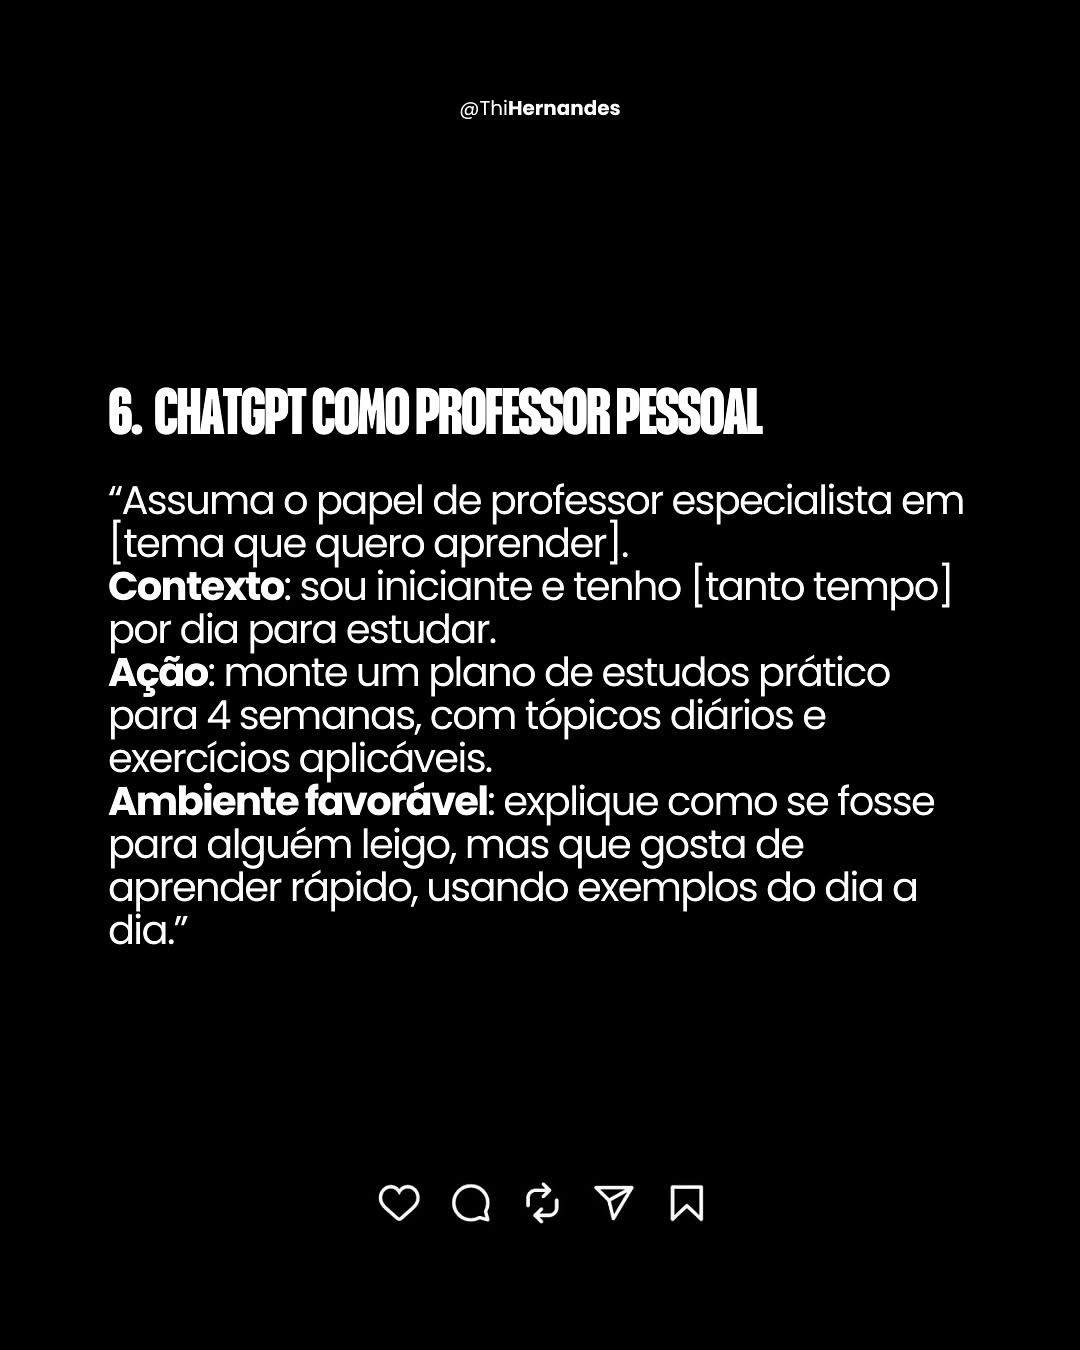 @ThiHernandes
6. CHATGPT COMO PROFESSOR PESSOAL
“Assuma o papel de professor especialista em
[tema que quero aprender].
Contexto: sou iniciante e tenho [tanto tempo]
por dia para estudar.
Ação: monte um plano de estudos prático
para 4 semanas, com tópicos diários e
exercícios aplicáveis.
Ambiente favorável: explique como se fosse
para alguém leigo, mas que gosta de
aprender rápido, usando exemplos do dia a
dia.”